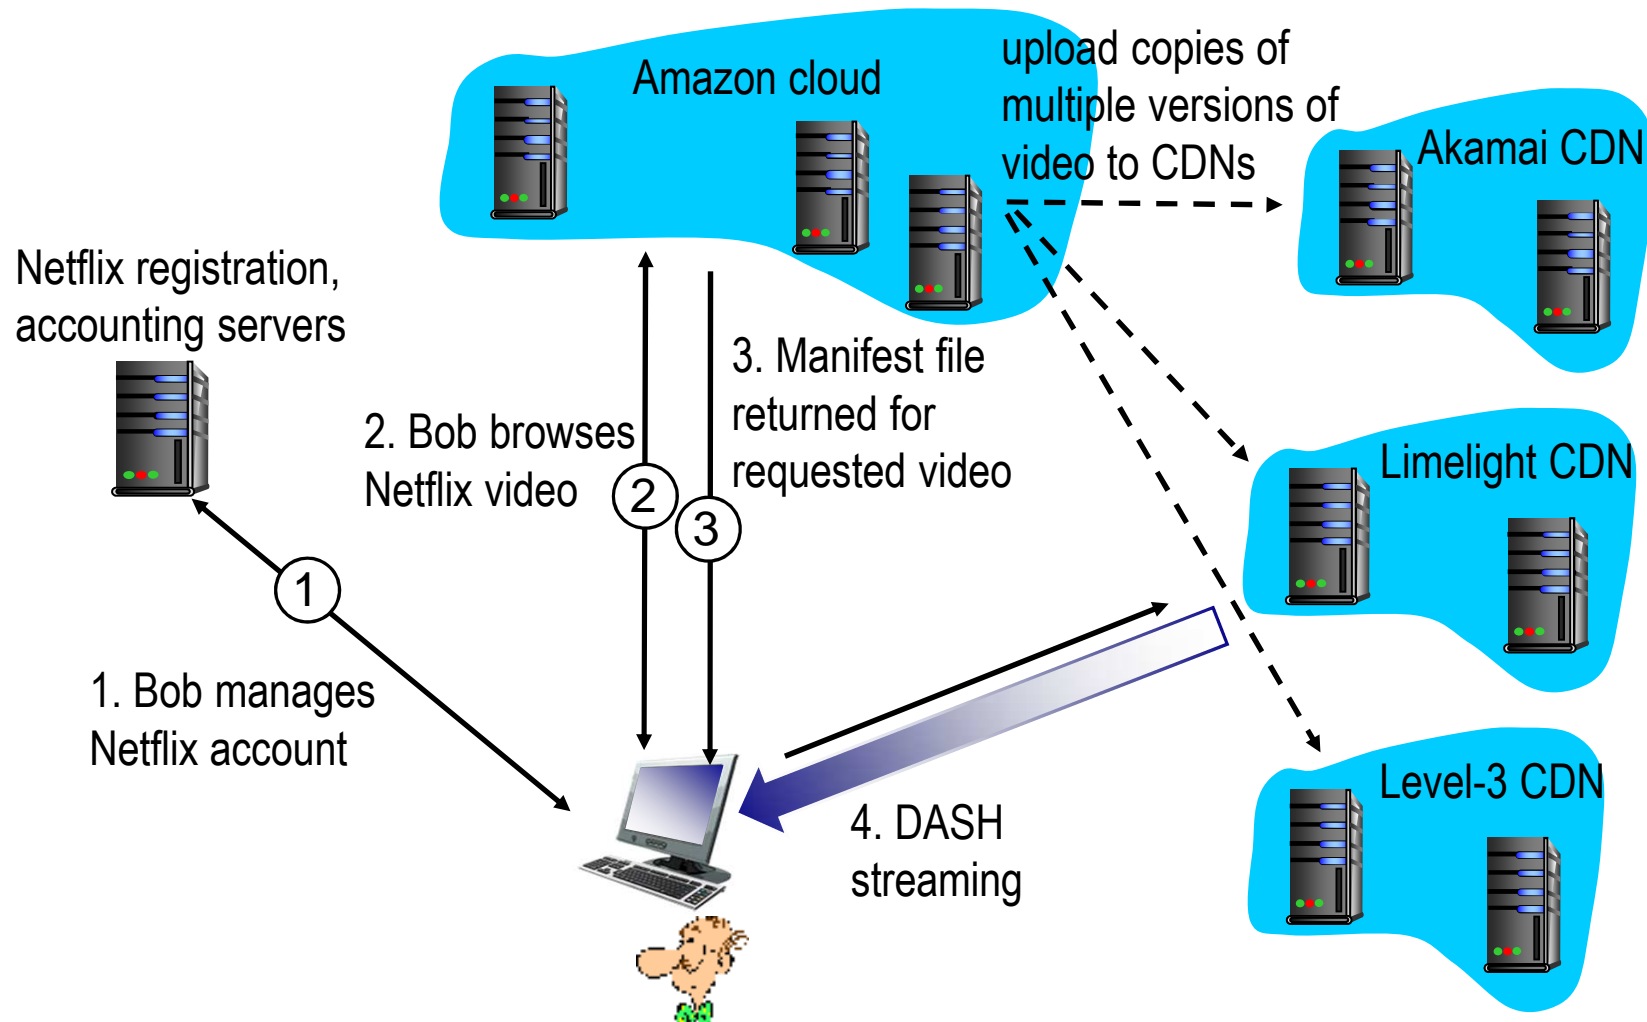 Amazon cloud
upload copies of
multiple versions of
video to CDNs
Akamai CDN
Netflix registration,
accounting servers
3. Manifest file
returned for
requested video
2. Bob browses
Netflix video
2
3
Limelight CDN
1
1. Bob manages
Netflix account
Level-3 CDN
4. DASH
streaming